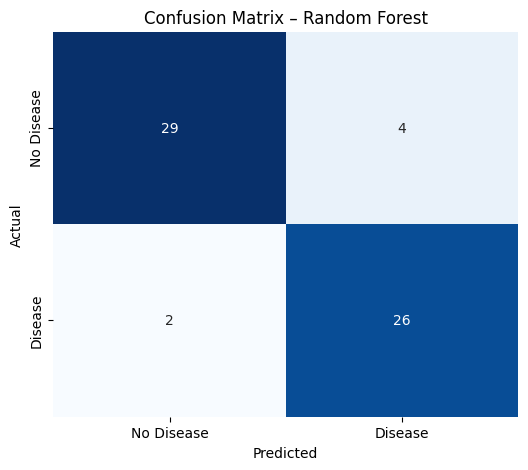 Confusion Matrix – Random Forest
Actual
No Disease
29
4
Disease
2
26
No Disease
Disease
Predicted